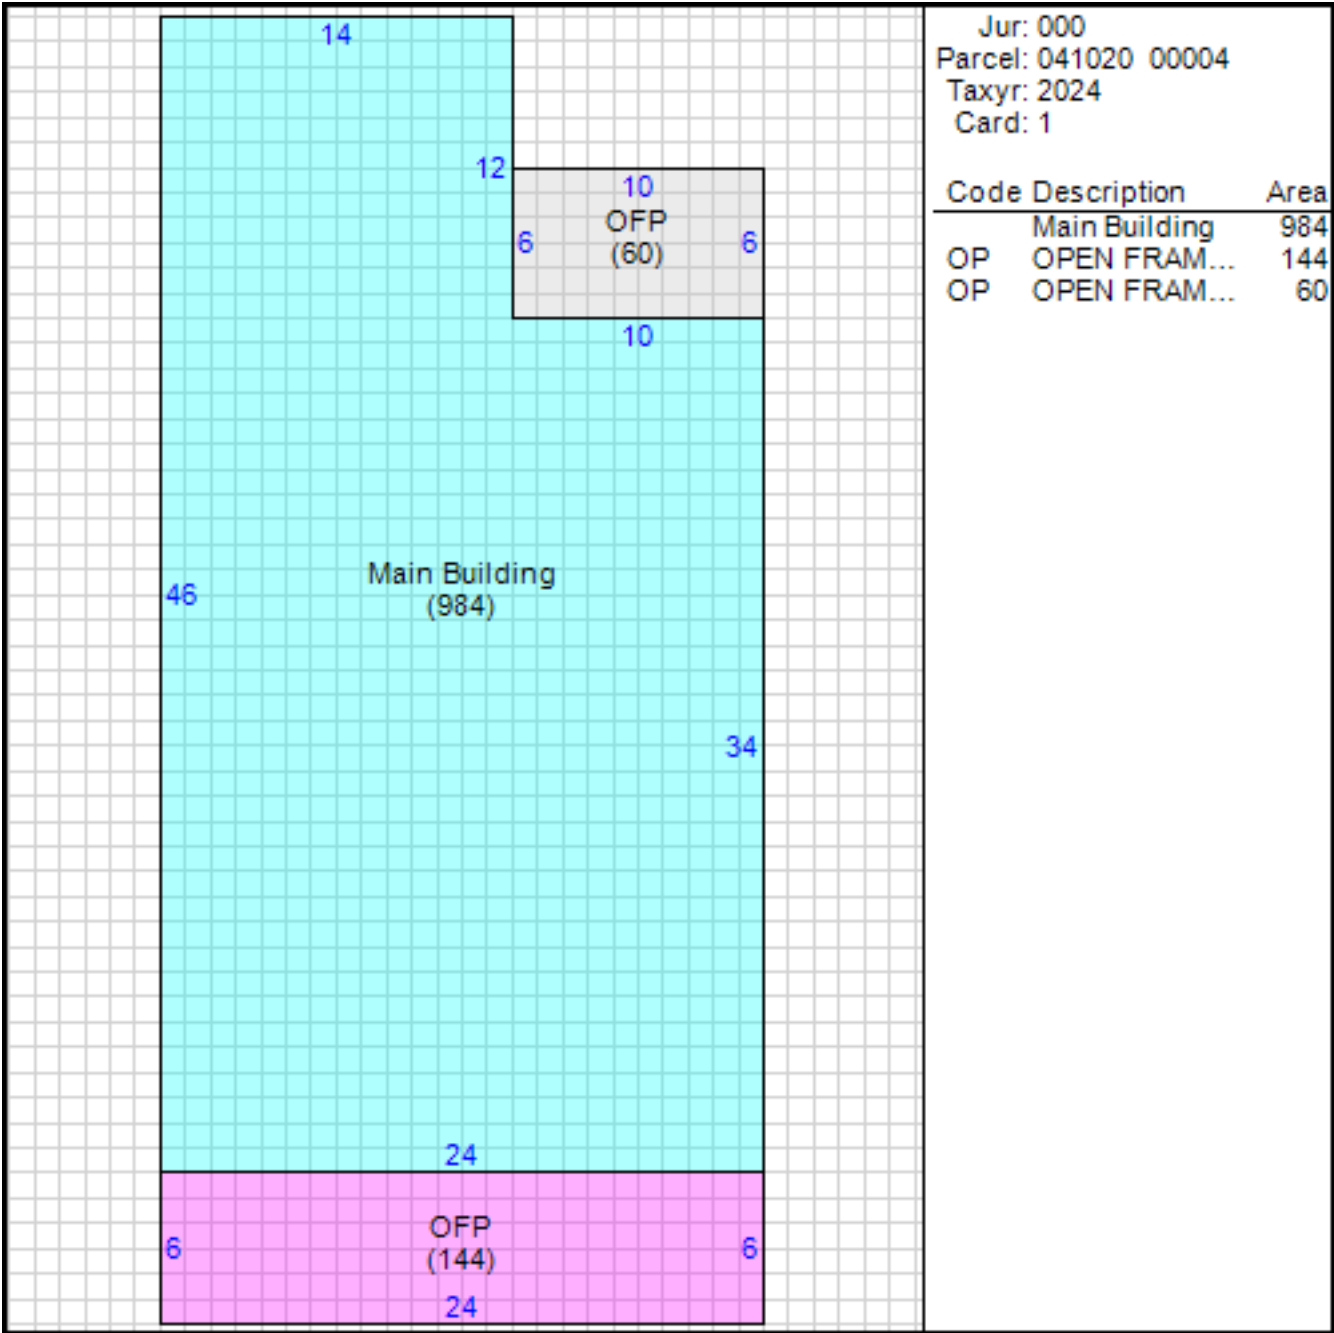 14
12
10
OFP
(60)
6
6
10
Main Building
(984)
46
34
24
OFP
(144)
6
6
24
Jur: 000
Parcel: 041020 00004
Taxyr: 2024
Card: 1
Code Description Area
Main Building 984
OP OPEN FRAM... 144
OP OPEN FRAM... 60